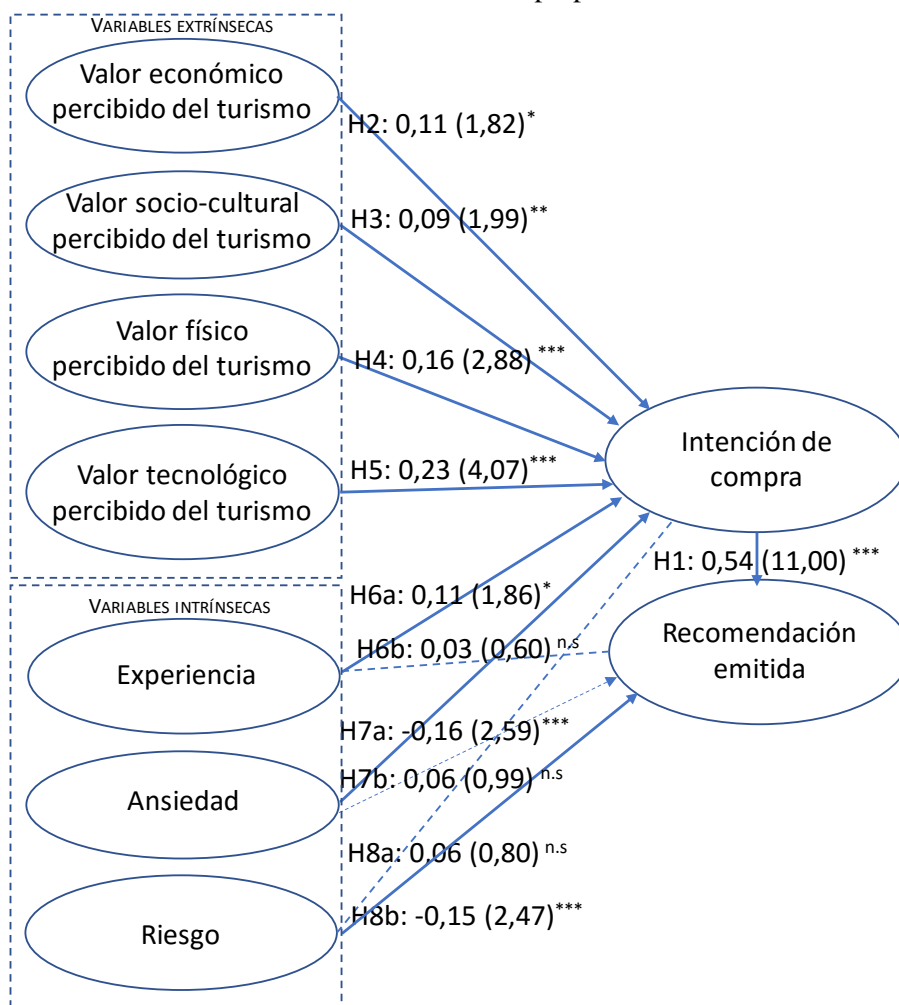 VARIABLES EXTRÍNSECAS
Valor económico
percibido del turismo
H2: 0,11 (1,82)*
Valor socio-cultural
percibido del turismo
H3: 0,09 (1,99)**
Valor físico
percibido del turismo
H4: 0,16 (2,88) ***
Valor tecnológico
percibido del turismo
H5: 0,23 (4,07)***
Intención de
compra
H1: 0,54 (11,00) ***
VARIABLES INTRÍNSECAS
H6a: 0,11 (1,86)*
Experiencia
H6b: 0,03 (0,60) n.s
Recomendación
emitida
H7a: -0,16 (2,59)***
Ansiedad
H7b: 0,06 (0,99) n.s
H8a: 0,06 (0,80) n.s
Riesgo
H8b: -0,15 (2,47)***